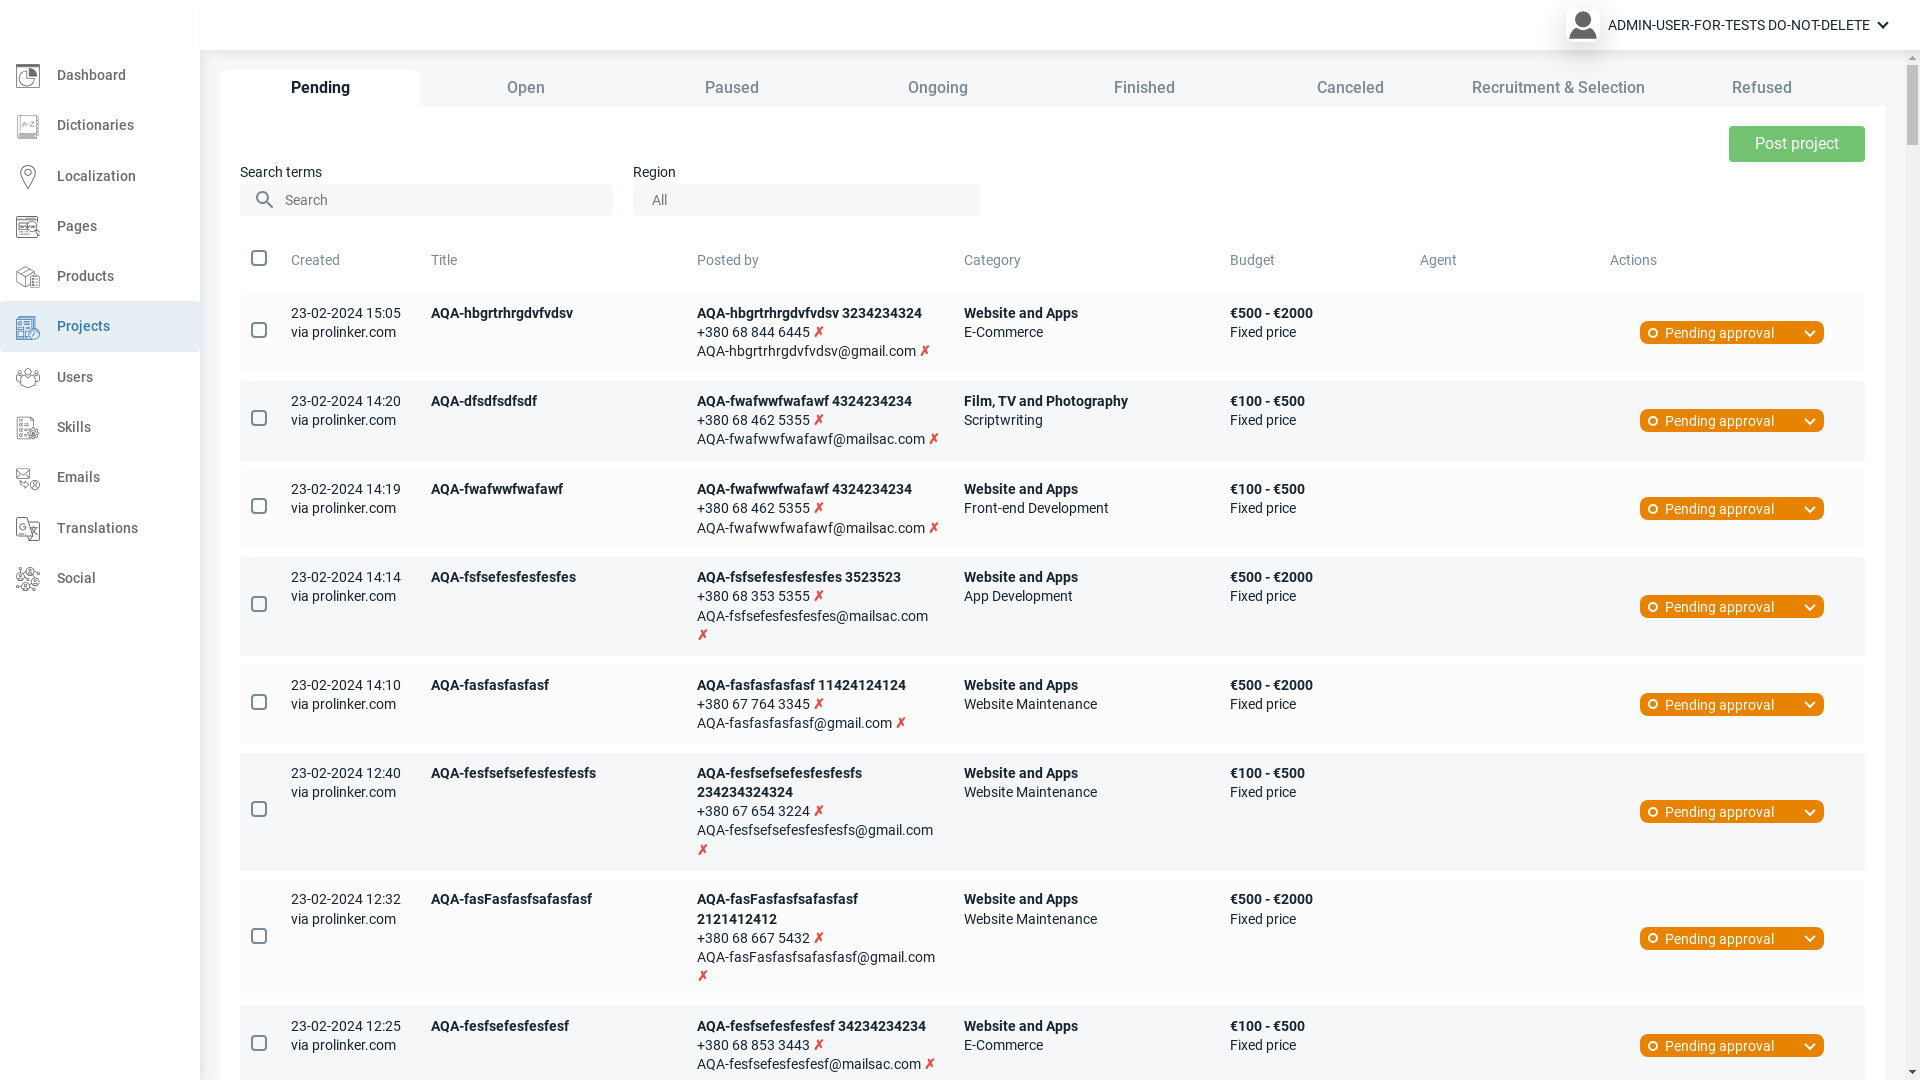 ADMIN-USER-FOR-TESTS DO-NOT-DELETE
Dashboard
Dictionaries
Localization
Pages
Products
Projects
Users
Skills
Emails
Translations
Social
Pending Open Paused Ongoing Finished Canceled Recruitment & Selection Refused
Post project
Search terms Region
Search All
Created Title Posted by Category Budget Agent Actions
23-02-2024 15:05 AQA-hbgrtrhrgdvfvdsv AQA-hbgrtrhrgdvfvdsv 3234234324 Website and Apps €500 - €2000
via prolinker.com +380 68 844 6445 ✗ E-Commerce Fixed price Pending approval
AQA-hbgrtrhrgdvfvdsv@gmail.com ✗
23-02-2024 14:20 AQA-dfsdfsdfsdf AQA-fwafwwfwafawf 4324234234 Film, TV and Photography €100 - €500
via prolinker.com +380 68 462 5355 ✗ Scriptwriting Fixed price Pending approval
AQA-fwafwwfwafawf@mailsac.com ✗
23-02-2024 14:19 AQA-fwafwwfwafawf AQA-fwafwwfwafawf 4324234234 Website and Apps €100 - €500
via prolinker.com +380 68 462 5355 ✗ Front-end Development Fixed price Pending approval
AQA-fwafwwfwafawf@mailsac.com ✗
23-02-2024 14:14 AQA-fsfsefesfesfesfes AQA-fsfsefesfesfesfes 3523523 Website and Apps €500 - €2000
via prolinker.com +380 68 353 5355 ✗ App Development Fixed price Pending approval
AQA-fsfsefesfesfesfes@mailsac.com
✗
23-02-2024 14:10 AQA-fasfasfasfasf AQA-fasfasfasfasf 11424124124 Website and Apps €500 - €2000
via prolinker.com +380 67 764 3345 ✗ Website Maintenance Fixed price Pending approval
AQA-fasfasfasfasf@gmail.com ✗
23-02-2024 12:40 AQA-fesfsefsefesfesfesfs AQA-fesfsefsefesfesfesfs Website and Apps €100 - €500
via prolinker.com 234234324324 Website Maintenance Fixed price
+380 67 654 3224 ✗ Pending approval
AQA-fesfsefsefesfesfesfs@gmail.com
✗
23-02-2024 12:32 AQA-fasFasfasfsafasfasf AQA-fasFasfasfsafasfasf Website and Apps €500 - €2000
via prolinker.com 2121412412 Website Maintenance Fixed price
+380 68 667 5432 ✗ Pending approval
AQA-fasFasfasfsafasfasf@gmail.com
✗
23-02-2024 12:25 AQA-fesfsefesfesfesf AQA-fesfsefesfesfesf 34234234234 Website and Apps €100 - €500
via prolinker.com +380 68 853 3443 ✗ E-Commerce Fixed price Pending approval
AQA-fesfsefesfesfesf@mailsac.com ✗